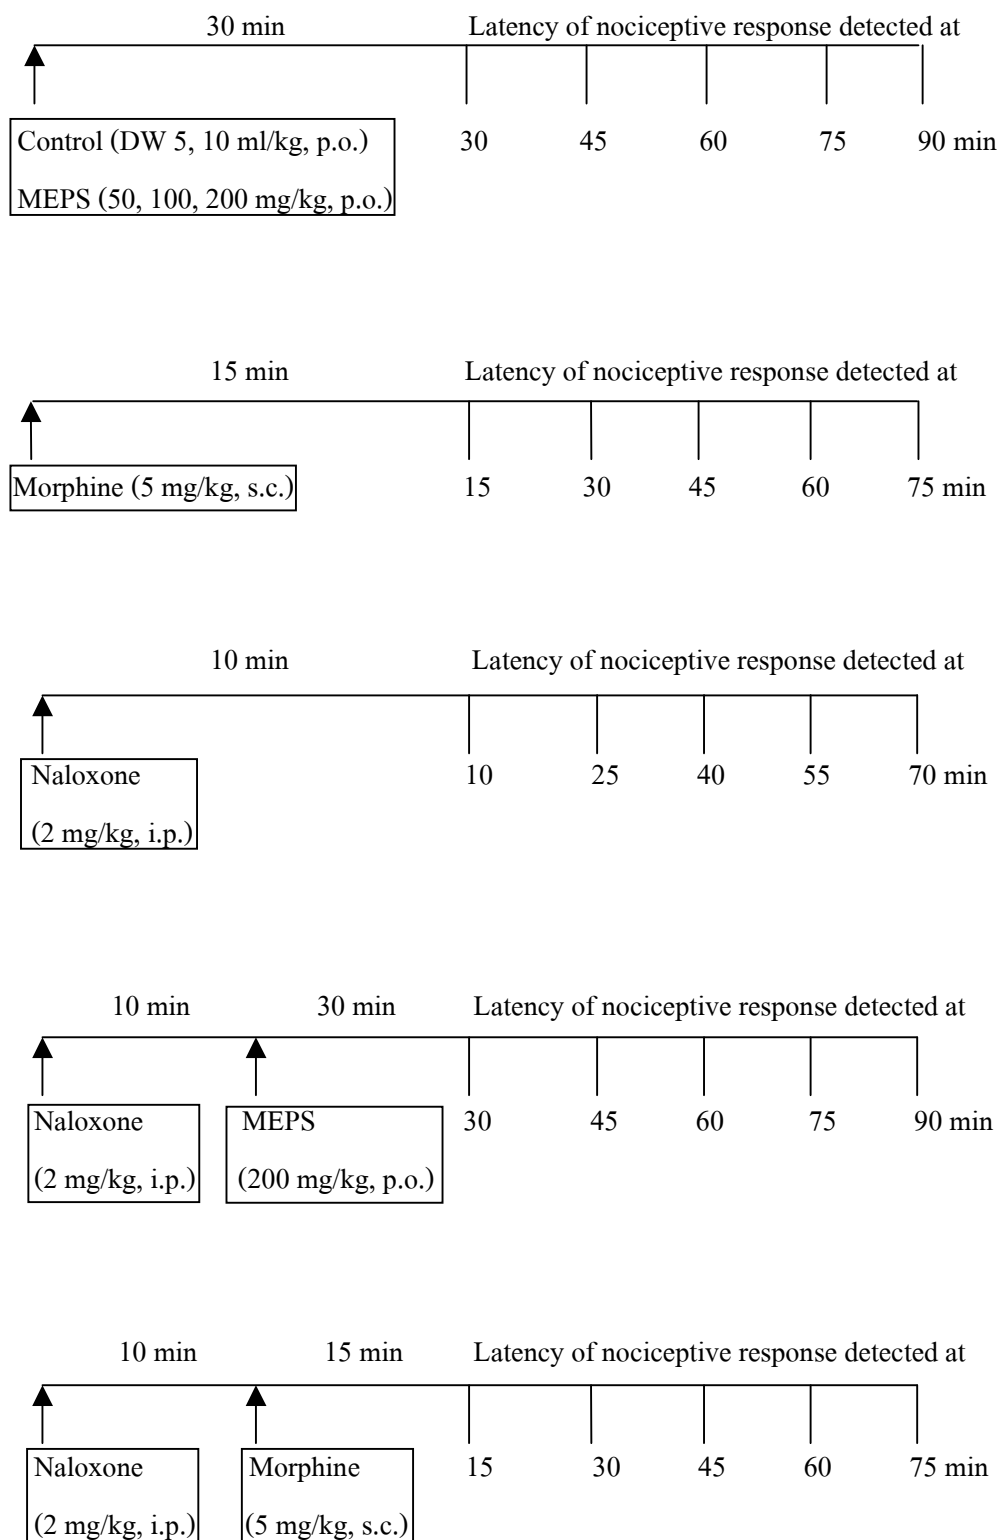 30 min Latency of nociceptive response detected at
Control (DW 5, 10 ml/kg, p.o.) 30 45 60 75 90 min
MEPS (50, 100, 200 mg/kg, p.o.)
15 min Latency of nociceptive response detected at
Morphine (5 mg/kg, s.c.) 15 30 45 60 75 min
10 min Latency of nociceptive response detected at
Naloxone 10 25 40 55 70 min
(2 mg/kg, i.p.)
10 min 30 min Latency of nociceptive response detected at
Naloxone MEPS 30 45 60 75 90 min
(2 mg/kg, i.p.) (200 mg/kg, p.o.)
10 min 15 min Latency of nociceptive response detected at
Naloxone Morphine 15 30 45 60 75 min
(2 mg/kg, i.p.) (5 mg/kg, s.c.)